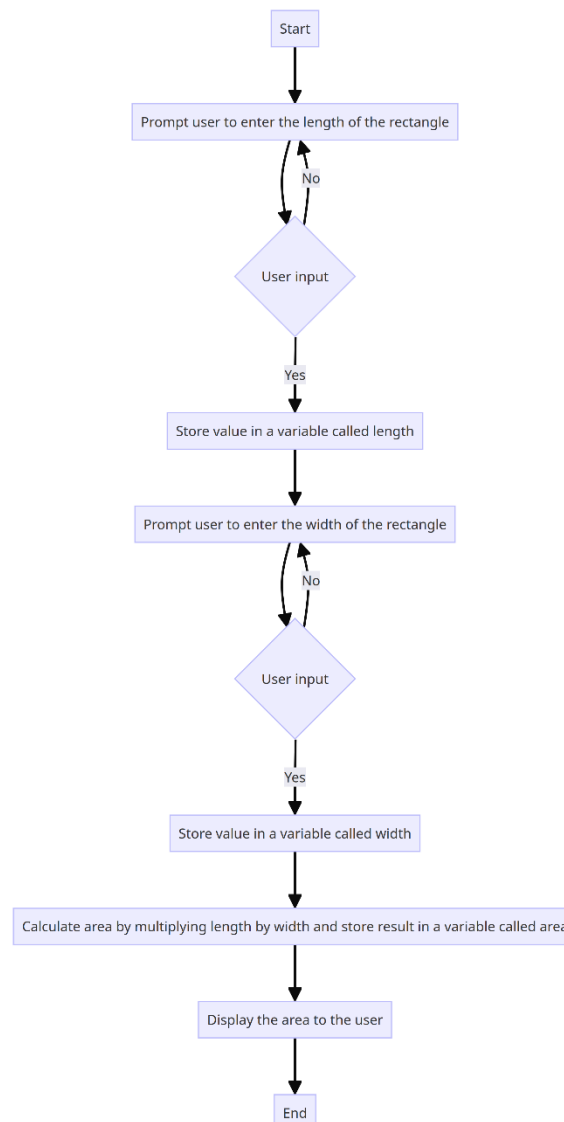 Start
Prompt user to enter the length of the rectangle
No
User input
Yes
Store value in a variable called length
Prompt user to enter the width of the rectangle
No
User input
Yes
Store value in a variable called width
Calculate area by multiplying length by width and store result in a variable called area
Display the area to the user
End